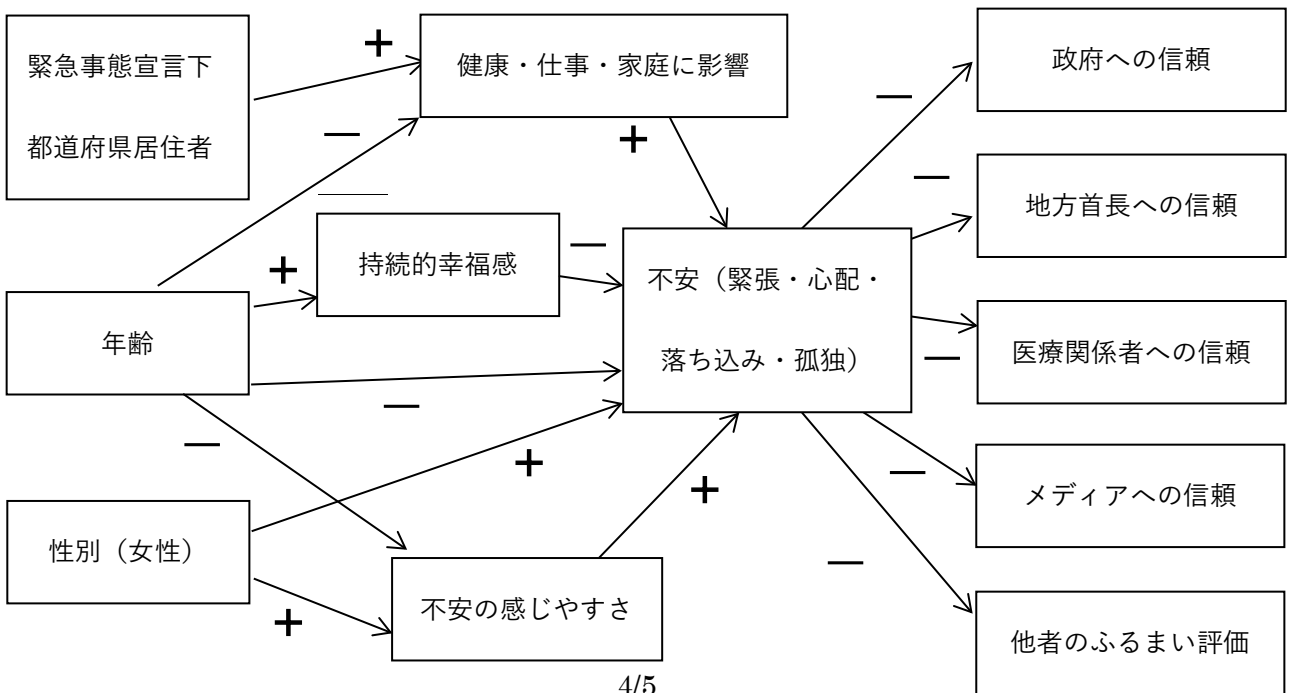 緊急事態宣言下
都道府県居住者
健康・仕事・家庭に影響
政府への信頼
+
—
+
—
—
地方首長への信頼
持続的幸福感
+
—
不安（緊張・心配・
落ち込み・孤独）
年齢
医療関係者への信頼
—
—
—
+
+
—
メディアへの信頼
性別（女性）
不安の感じやすさ
+
—
他者のふるまい評価
4/5